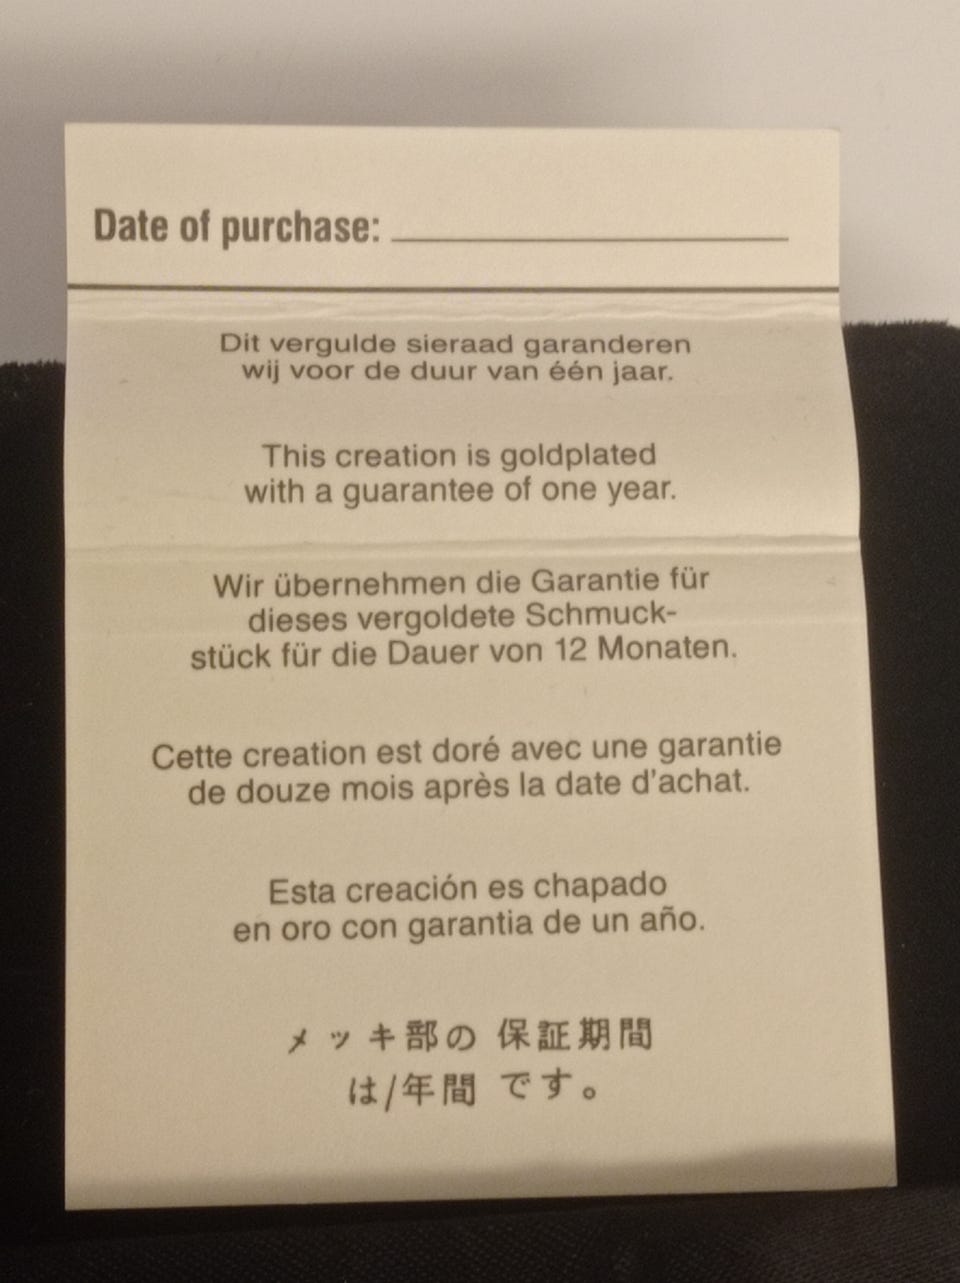 Date of purchase:
Dit vergulde sieraad garanderen
wij voor de duur van één jaar.
This creation is goldplated
with a guarantee of one year.
Wir übernehmen die Garantie für
dieses vergoldete Schmuck-
stück für die Dauer von 12 Monaten.
Cette creation est doré avec une garantie
de douze mois après la date d'achat.
Esta creación es chapado
en oro con garantia de un año.
メッキ部の 保証期間
は/年間 です。